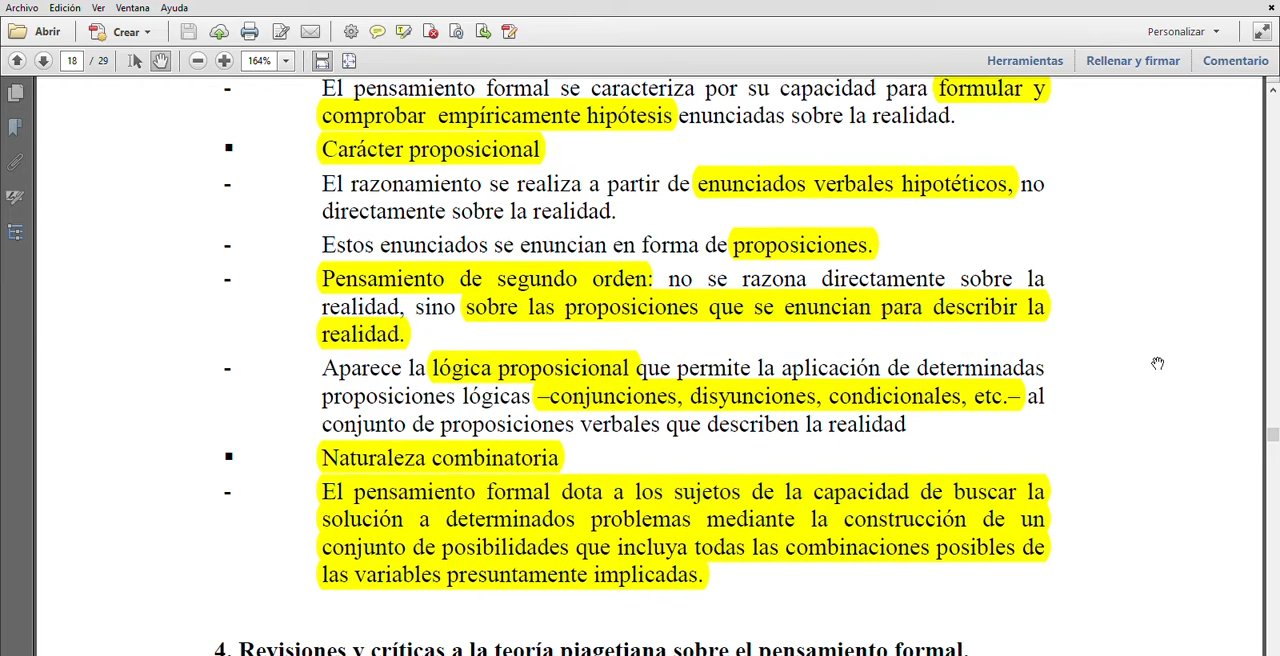 Archivo Edición Ver Ventana Ayuda
Abrir Crear Personalizar
18 / 29 164% Herramientas Rellenar y firmar Comentario
- El pensamiento formal se caracteriza por su capacidad para formular y
comprobar empíricamente hipótesis enunciadas sobre la realidad.
▪ Carácter proposicional
- El razonamiento se realiza a partir de enunciados verbales hipotéticos, no
directamente sobre la realidad.
- Estos enunciados se enuncian en forma de proposiciones.
- Pensamiento de segundo orden: no se razona directamente sobre la
realidad, sino sobre las proposiciones que se enuncian para describir la
realidad.
- Aparece la lógica proposicional que permite la aplicación de determinadas
proposiciones lógicas –conjunciones, disyunciones, condicionales, etc.– al
conjunto de proposiciones verbales que describen la realidad
▪ Naturaleza combinatoria
- El pensamiento formal dota a los sujetos de la capacidad de buscar la
solución a determinados problemas mediante la construcción de un
conjunto de posibilidades que incluya todas las combinaciones posibles de
las variables presuntamente implicadas.
4. Revisiones y críticas a la teoría piagetiana sobre el pensamiento formal.